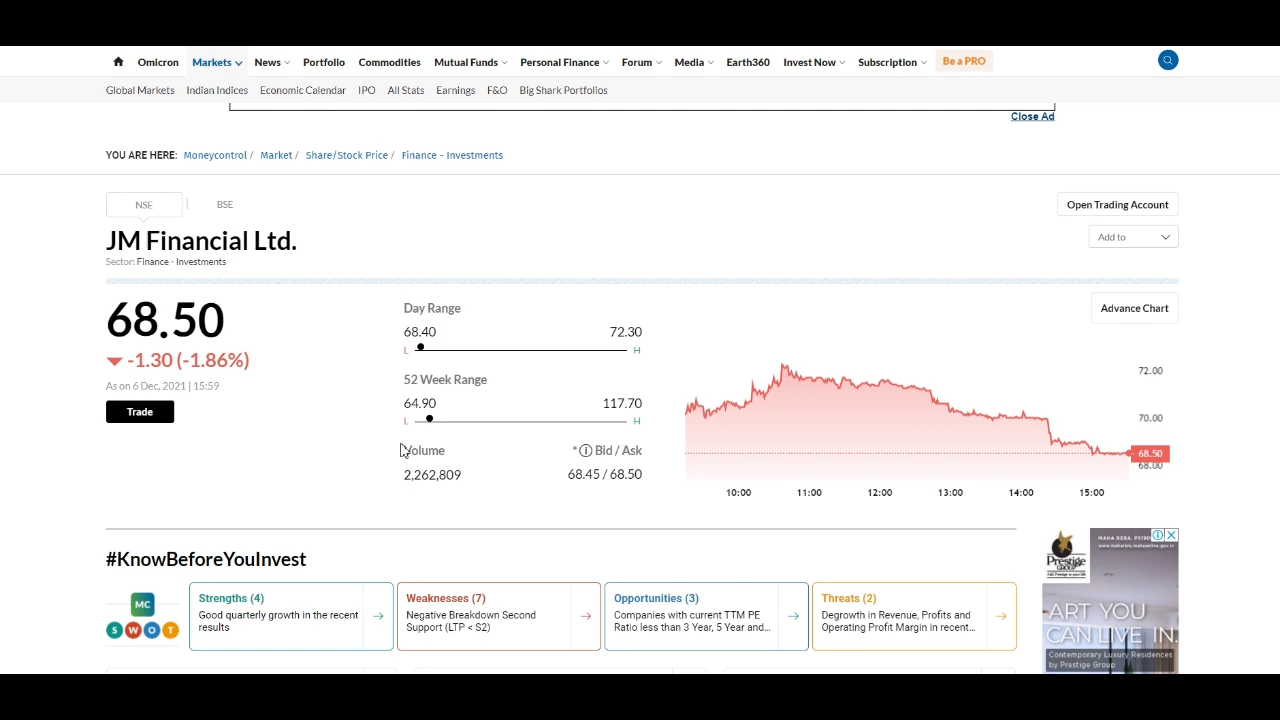 Omicron Markets News Portfolio Commodities Mutual Funds Personal Finance Forum Media Earth360 Invest Now Subscription Be a PRO
Global Markets Indian Indices Economic Calendar IPO All Stats Earnings F&O Big Shark Portfolios
Close Ad
YOU ARE HERE: Moneycontrol / Market / Share/Stock Price / Finance - Investments
NSE | BSE
Open Trading Account
JM Financial Ltd.
Add to
Sector: Finance - Investments
68.50
-1.30 (-1.86%)
As on 6 Dec, 2021 | 15:59
Trade
Day Range
68.40 72.30
L H
52 Week Range
64.90 117.70
L H
Volume * i Bid / Ask
2,262,809 68.45 / 68.50
Advance Chart
72.00
70.00
68.50
68.00
10:00 11:00 12:00 13:00 14:00 15:00
#KnowBeforeYouInvest
MC
S W O T
Strengths (4)
Good quarterly growth in the recent
results
Weaknesses (7)
Negative Breakdown Second
Support (LTP < S2)
Opportunities (3)
Companies with current TTM PE
Ratio less than 3 Year, 5 Year and...
Threats (2)
Degrowth in Revenue, Profits and
Operating Profit Margin in recent...
Prestige
GROUP
MAHA RERA:
www.maharera.mahaonline.gov.in
ART YOU
CAN LIVE IN.
Contemporary Luxury Residences
by Prestige Group